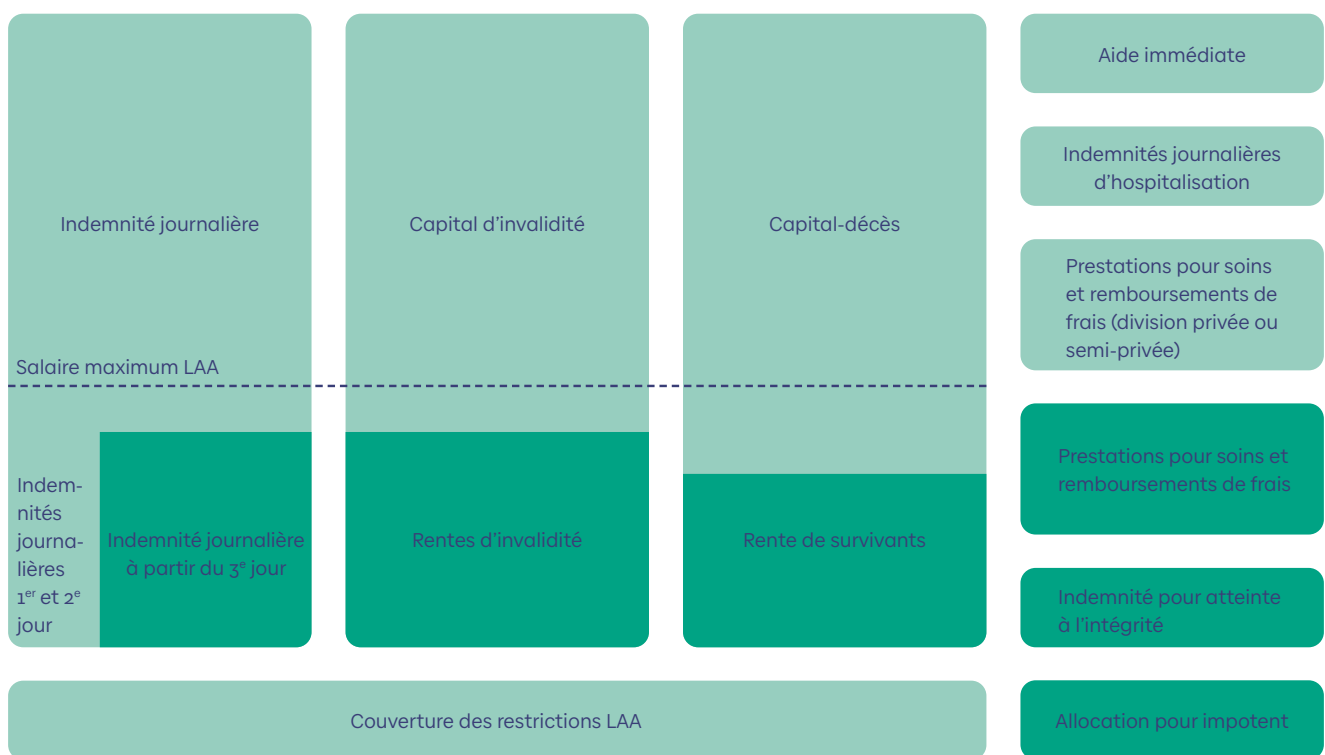 Indemnité journalière
Salaire maximum LAA
Indem-
nités
journa-
lières
1er et 2e
jour
Indemnité journalière
à partir du 3e jour
Capital d’invalidité
Rentes d’invalidité
Capital-décès
Rente de survivants
Couverture des restrictions LAA
Aide immédiate
Indemnités journalières
d’hospitalisation
Prestations pour soins
et remboursements de
frais (division privée ou
semi-privée)
Prestations pour soins et
remboursements de frais
Indemnité pour atteinte
à l’intégrité
Allocation pour impotent